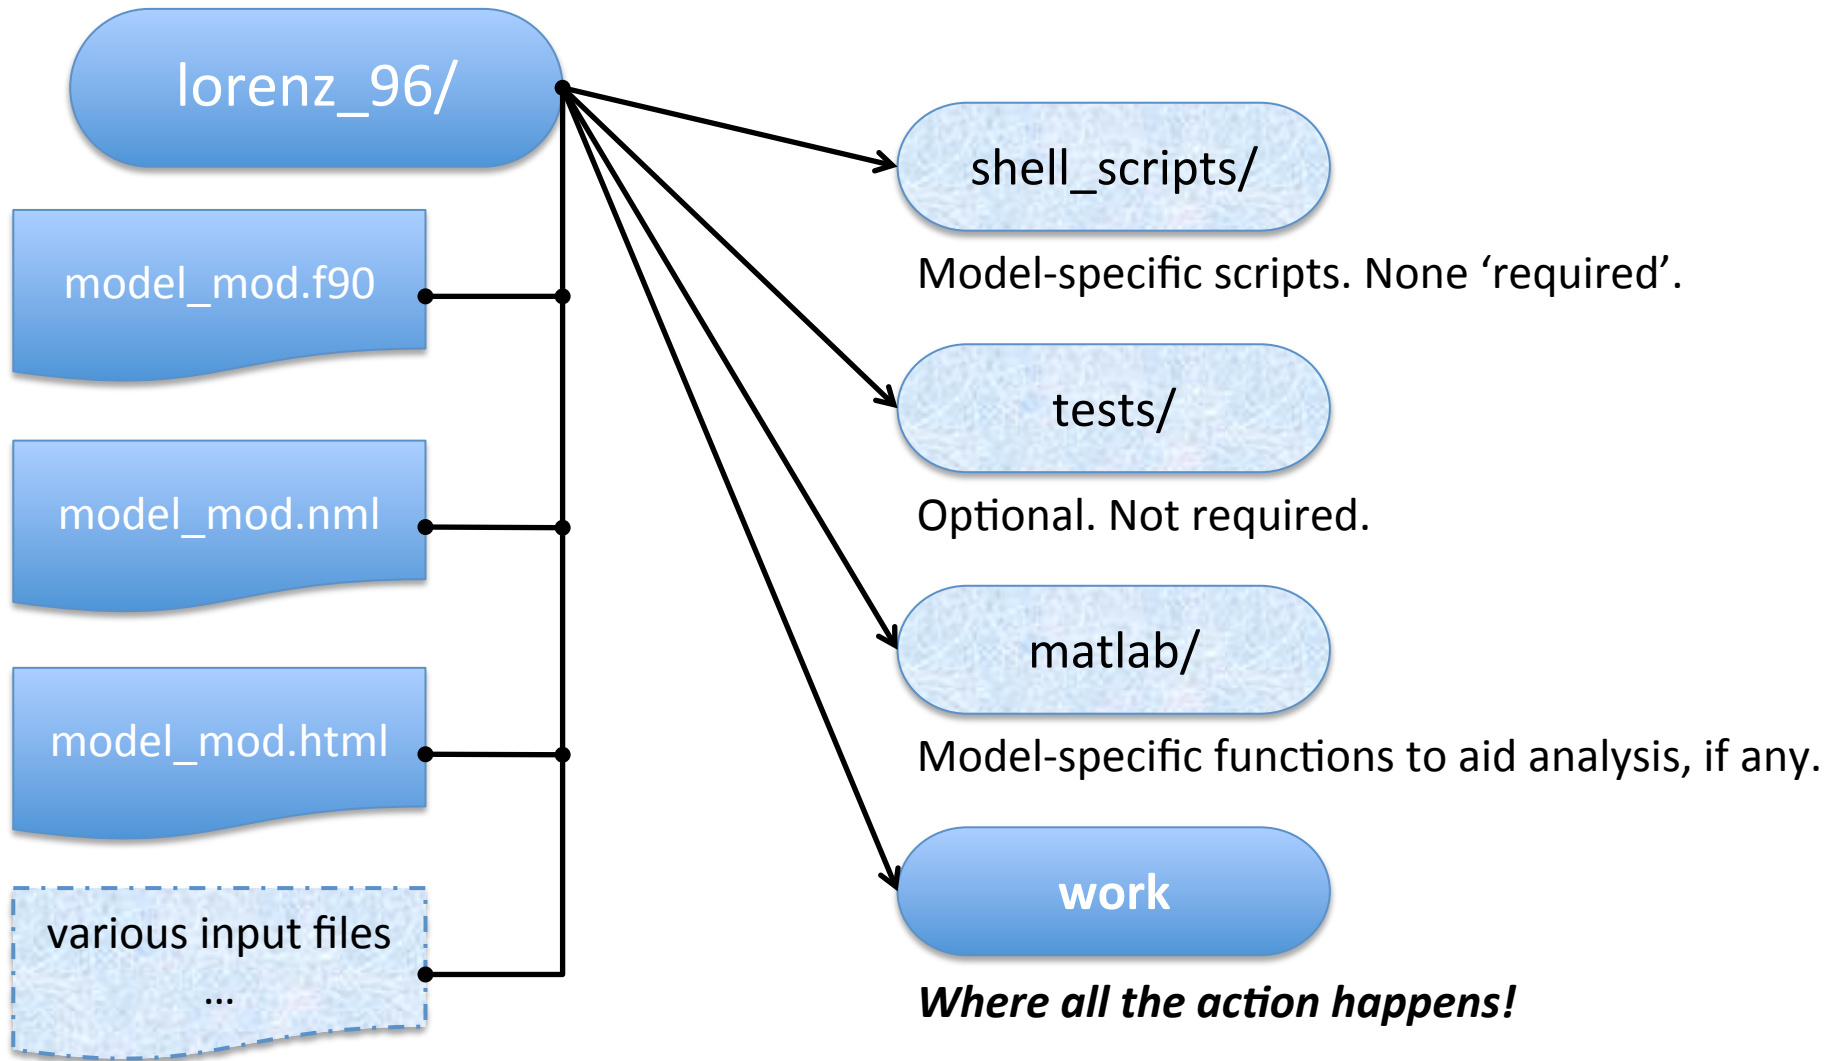 lorenz_96/
model_mod.f90
model_mod.nml
model_mod.html
various input files
...
shell_scripts/
Model-specific scripts. None ‘required’.
tests/
Optional. Not required.
matlab/
Model-specific functions to aid analysis, if any.
work
Where all the action happens!